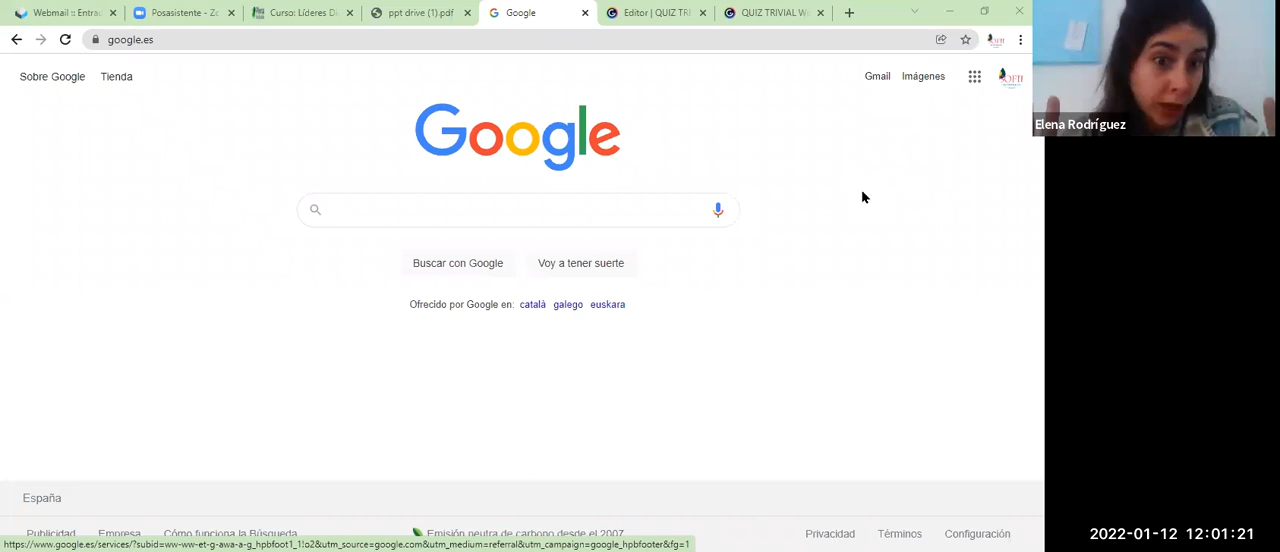 Webmail :: Entra
Posasistente - Zo
Curso: Líderes Di
ppt drive (1).pdf
Google
Editor | QUIZ TRI
QUIZ TRIVIAL W
google.es
Sobre Google Tienda
Gmail Imágenes
Google
Buscar con Google Voy a tener suerte
Ofrecido por Google en: català galego euskara
España
Publicidad Empresa Cómo funciona la Búsqueda
Emisión neutra de carbono desde el 2007
Privacidad Términos Configuración
https://www.google.es/services/?subid=ww-ww-et-g-awa-a-g_hpbfoot1_1!o2&utm_source=google.com&utm_medium=referral&utm_campaign=google_hpbfooter&fg=1
Elena Rodríguez
2022-01-12 12:01:21